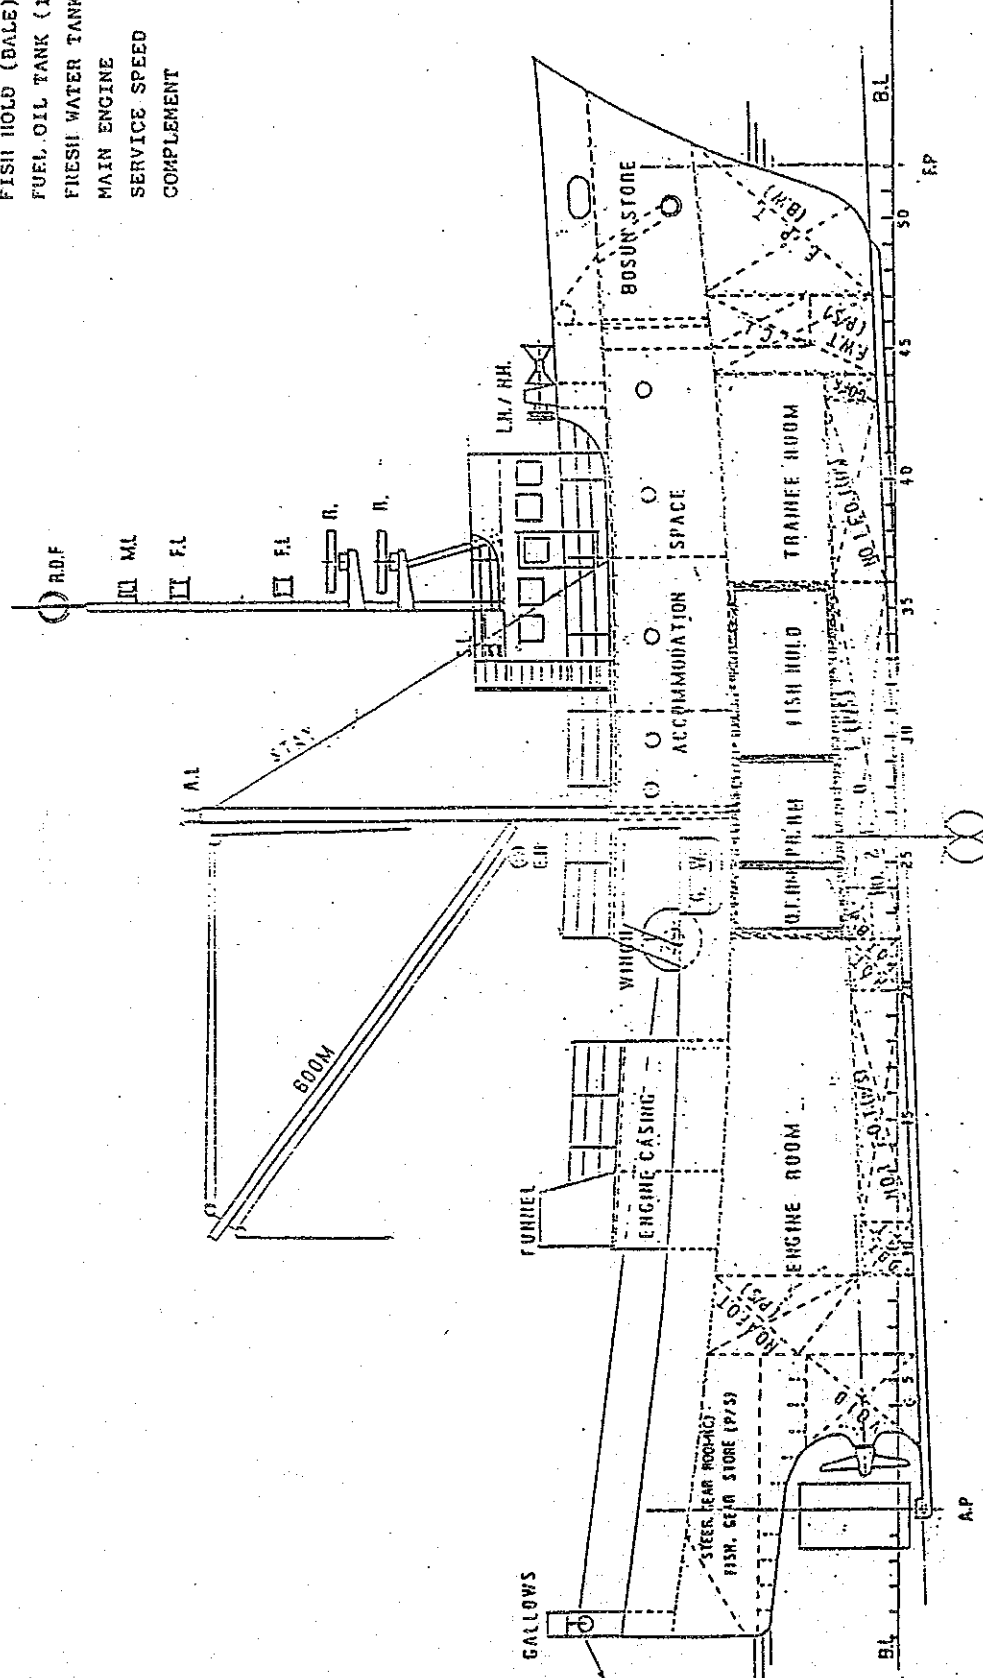 FISH HOLD (BALE)
FUEL OIL TANK (1
FRESH WATER TANK
MAIN ENGINE
SERVICE SPEED
COMPLEMENT
R.D.F
M.L
F.L
F.L
R.
R.
A.L
STAY
BOOM
G.H
L.H./ H.H.
GALLOWS
FUNNEL
WINCH
G. W.
ENGINE CASING
ACCOMMODATION SPACE
BOSUN STORE
STEER. GEAR ROOM(C)
FISH. GEAR STORE (P/S)
ENGINE ROOM
FISH HOLD
TRAINEE ROOM
C.L
F.W.T
(P/S)
(B.W)
VOID
(P/S)
B.L
5
10
15
25
30
35
40
45
50
B.L
A.P
F.P